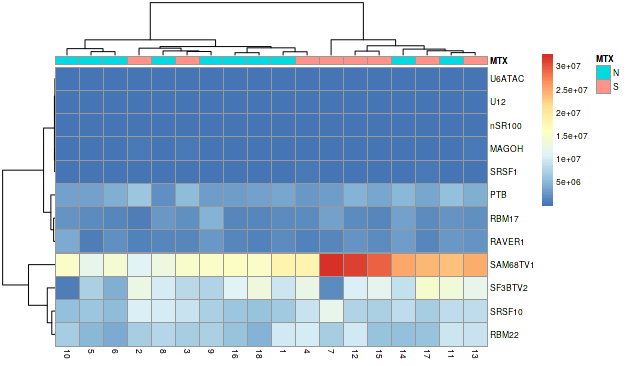 MTX
U6ATAC
U12
nSR100
MAGOH
SRSF1
PTB
RBM17
RAVER1
SAM68TV1
SF3BTV2
SRSF10
RBM22
10 5 6 2 8 3 9 16 18 1 4 7 12 15 14 17 11 13
3e+07
2.5e+07
2e+07
1.5e+07
1e+07
5e+06
MTX
N
S